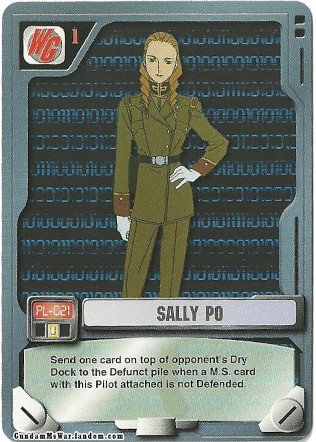 WG 1
PL-021
U
SALLY PO
Send one card on top of opponent's Dry
Dock to the Defunct pile when a M.S. card
with this Pilot attached is not Defended.
GundamMsWar.fandom.com